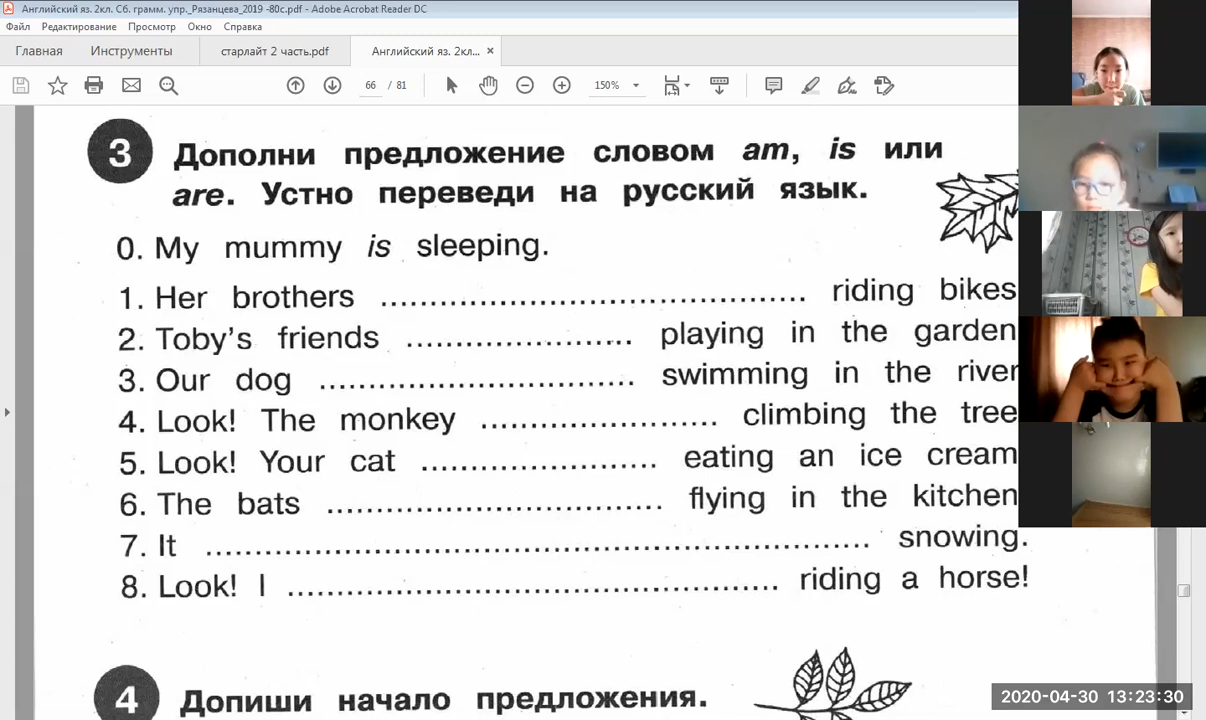 Английский яз. 2кл. Сб. грамм. упр._Рязанцева_2019 -80с.pdf - Adobe Acrobat Reader DC
Файл Редактирование Просмотр Окно Справка
Главная Инструменты старлайт 2 часть.pdf Английский яз. 2кл... ×
66 / 81 150%
3 Дополни предложение словом am, is или
are. Устно переведи на русский язык.
0. My mummy is sleeping.
1. Her brothers ............................................ riding bikes
2. Toby's friends ........................ playing in the garden
3. Our dog ................................ swimming in the river
4. Look! The monkey ........................ climbing the tree
5. Look! Your cat ........................ eating an ice cream
6. The bats .................................. flying in the kitchen
7. It .................................................................... snowing.
8. Look! I .................................................. riding a horse!
4 Допиши начало предложения.
2020-04-30 13:23:30